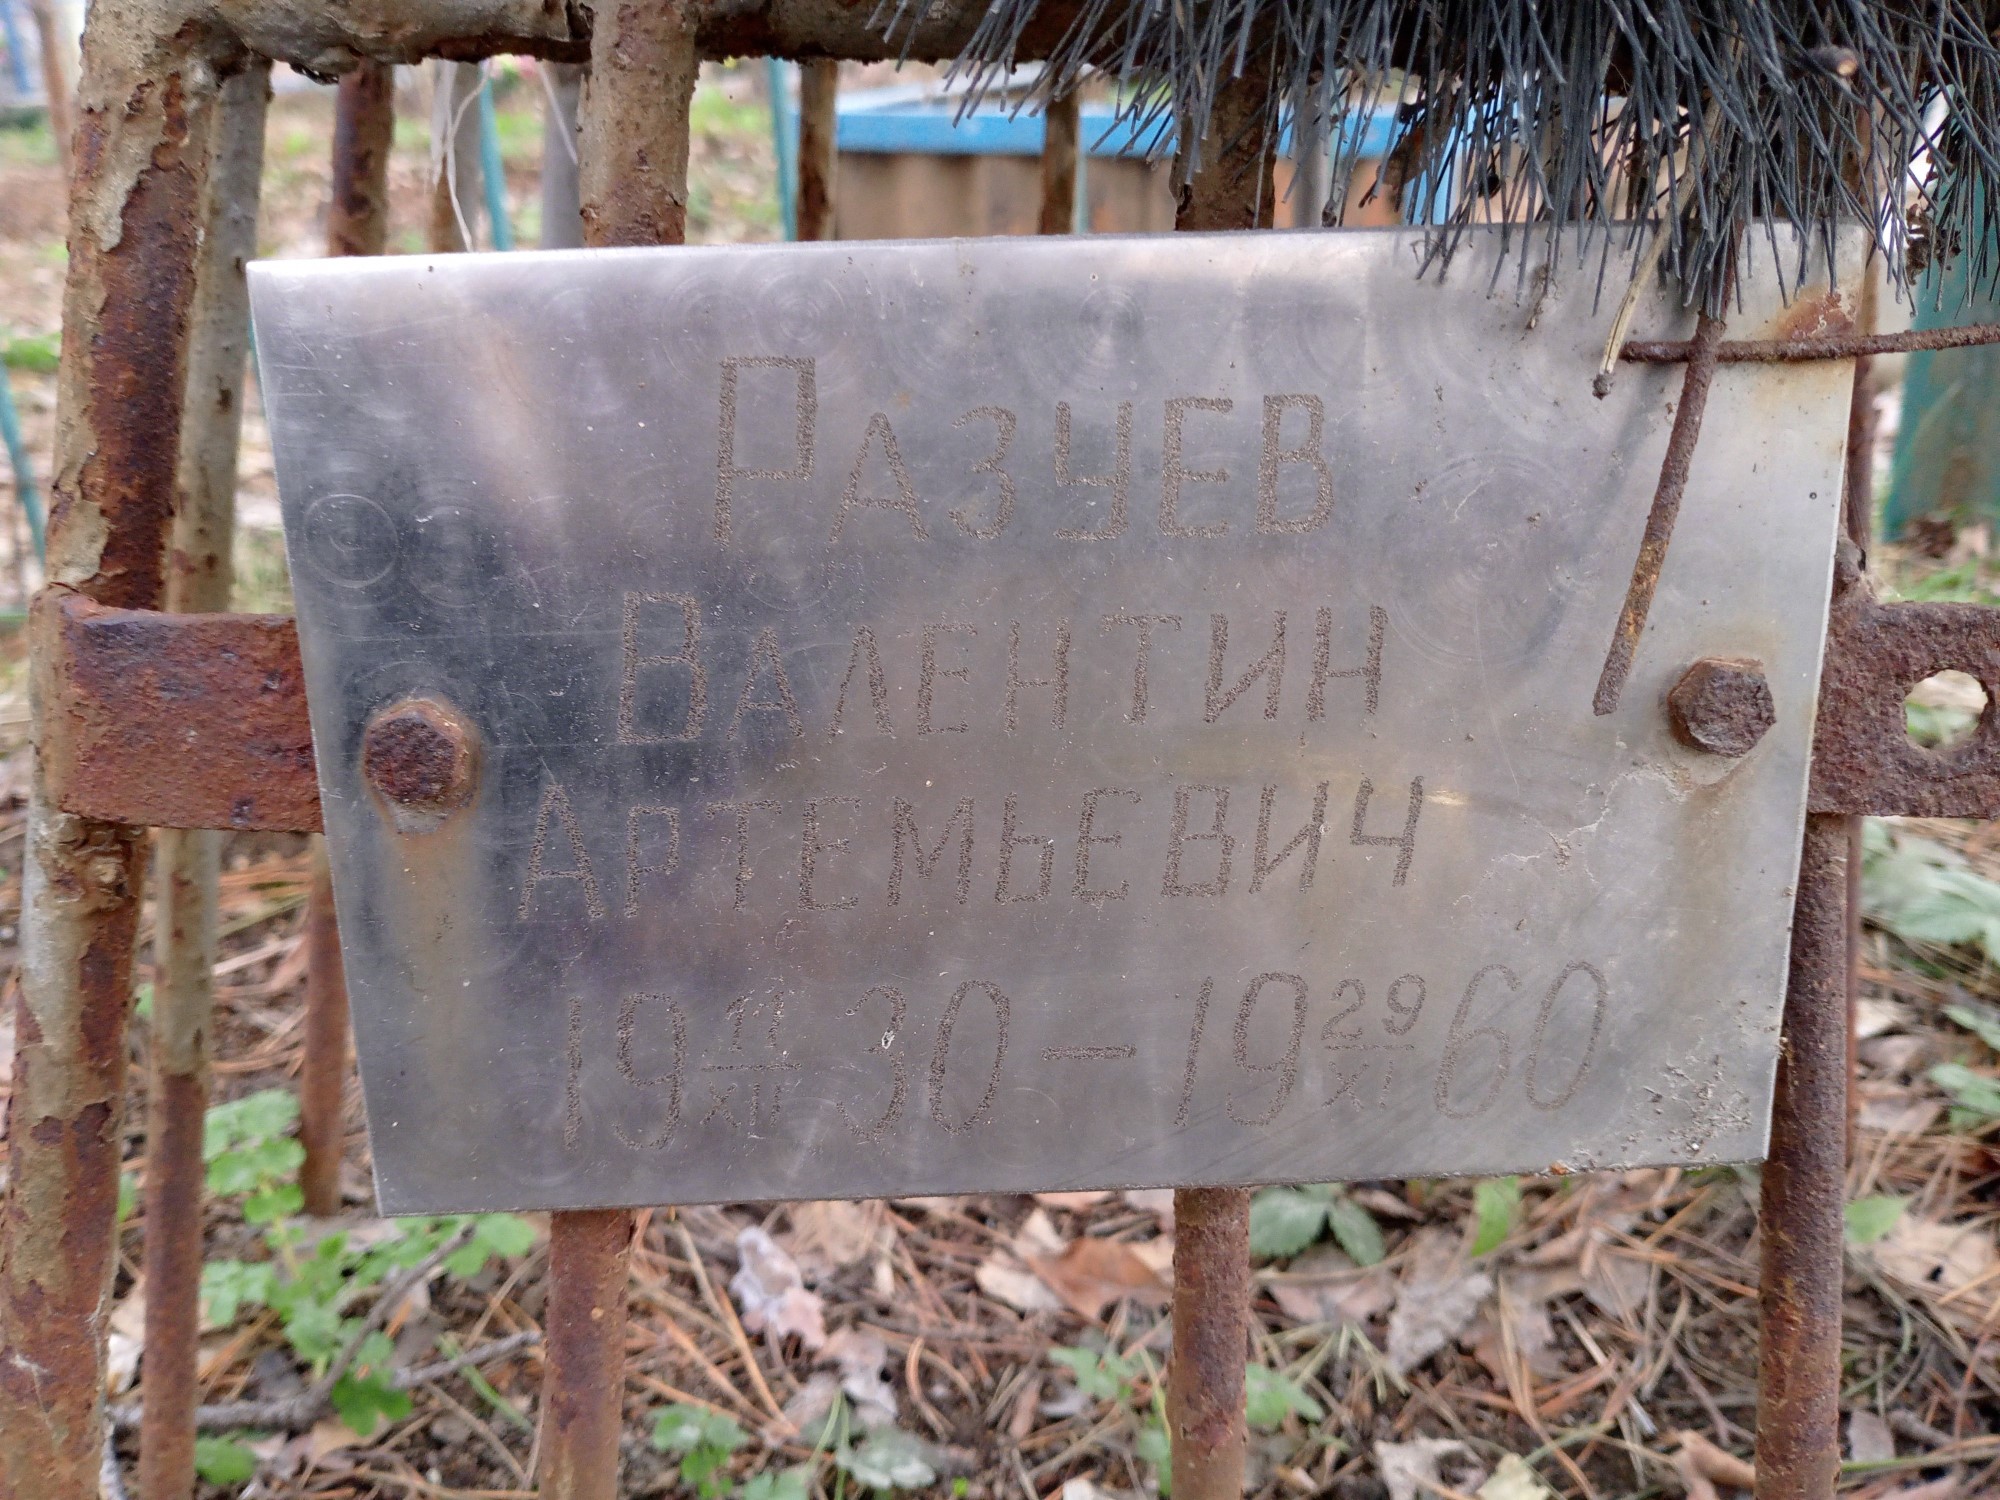 Разуев
Валентин
Артемьевич
19 11/XII 30 – 19 29/XI 60